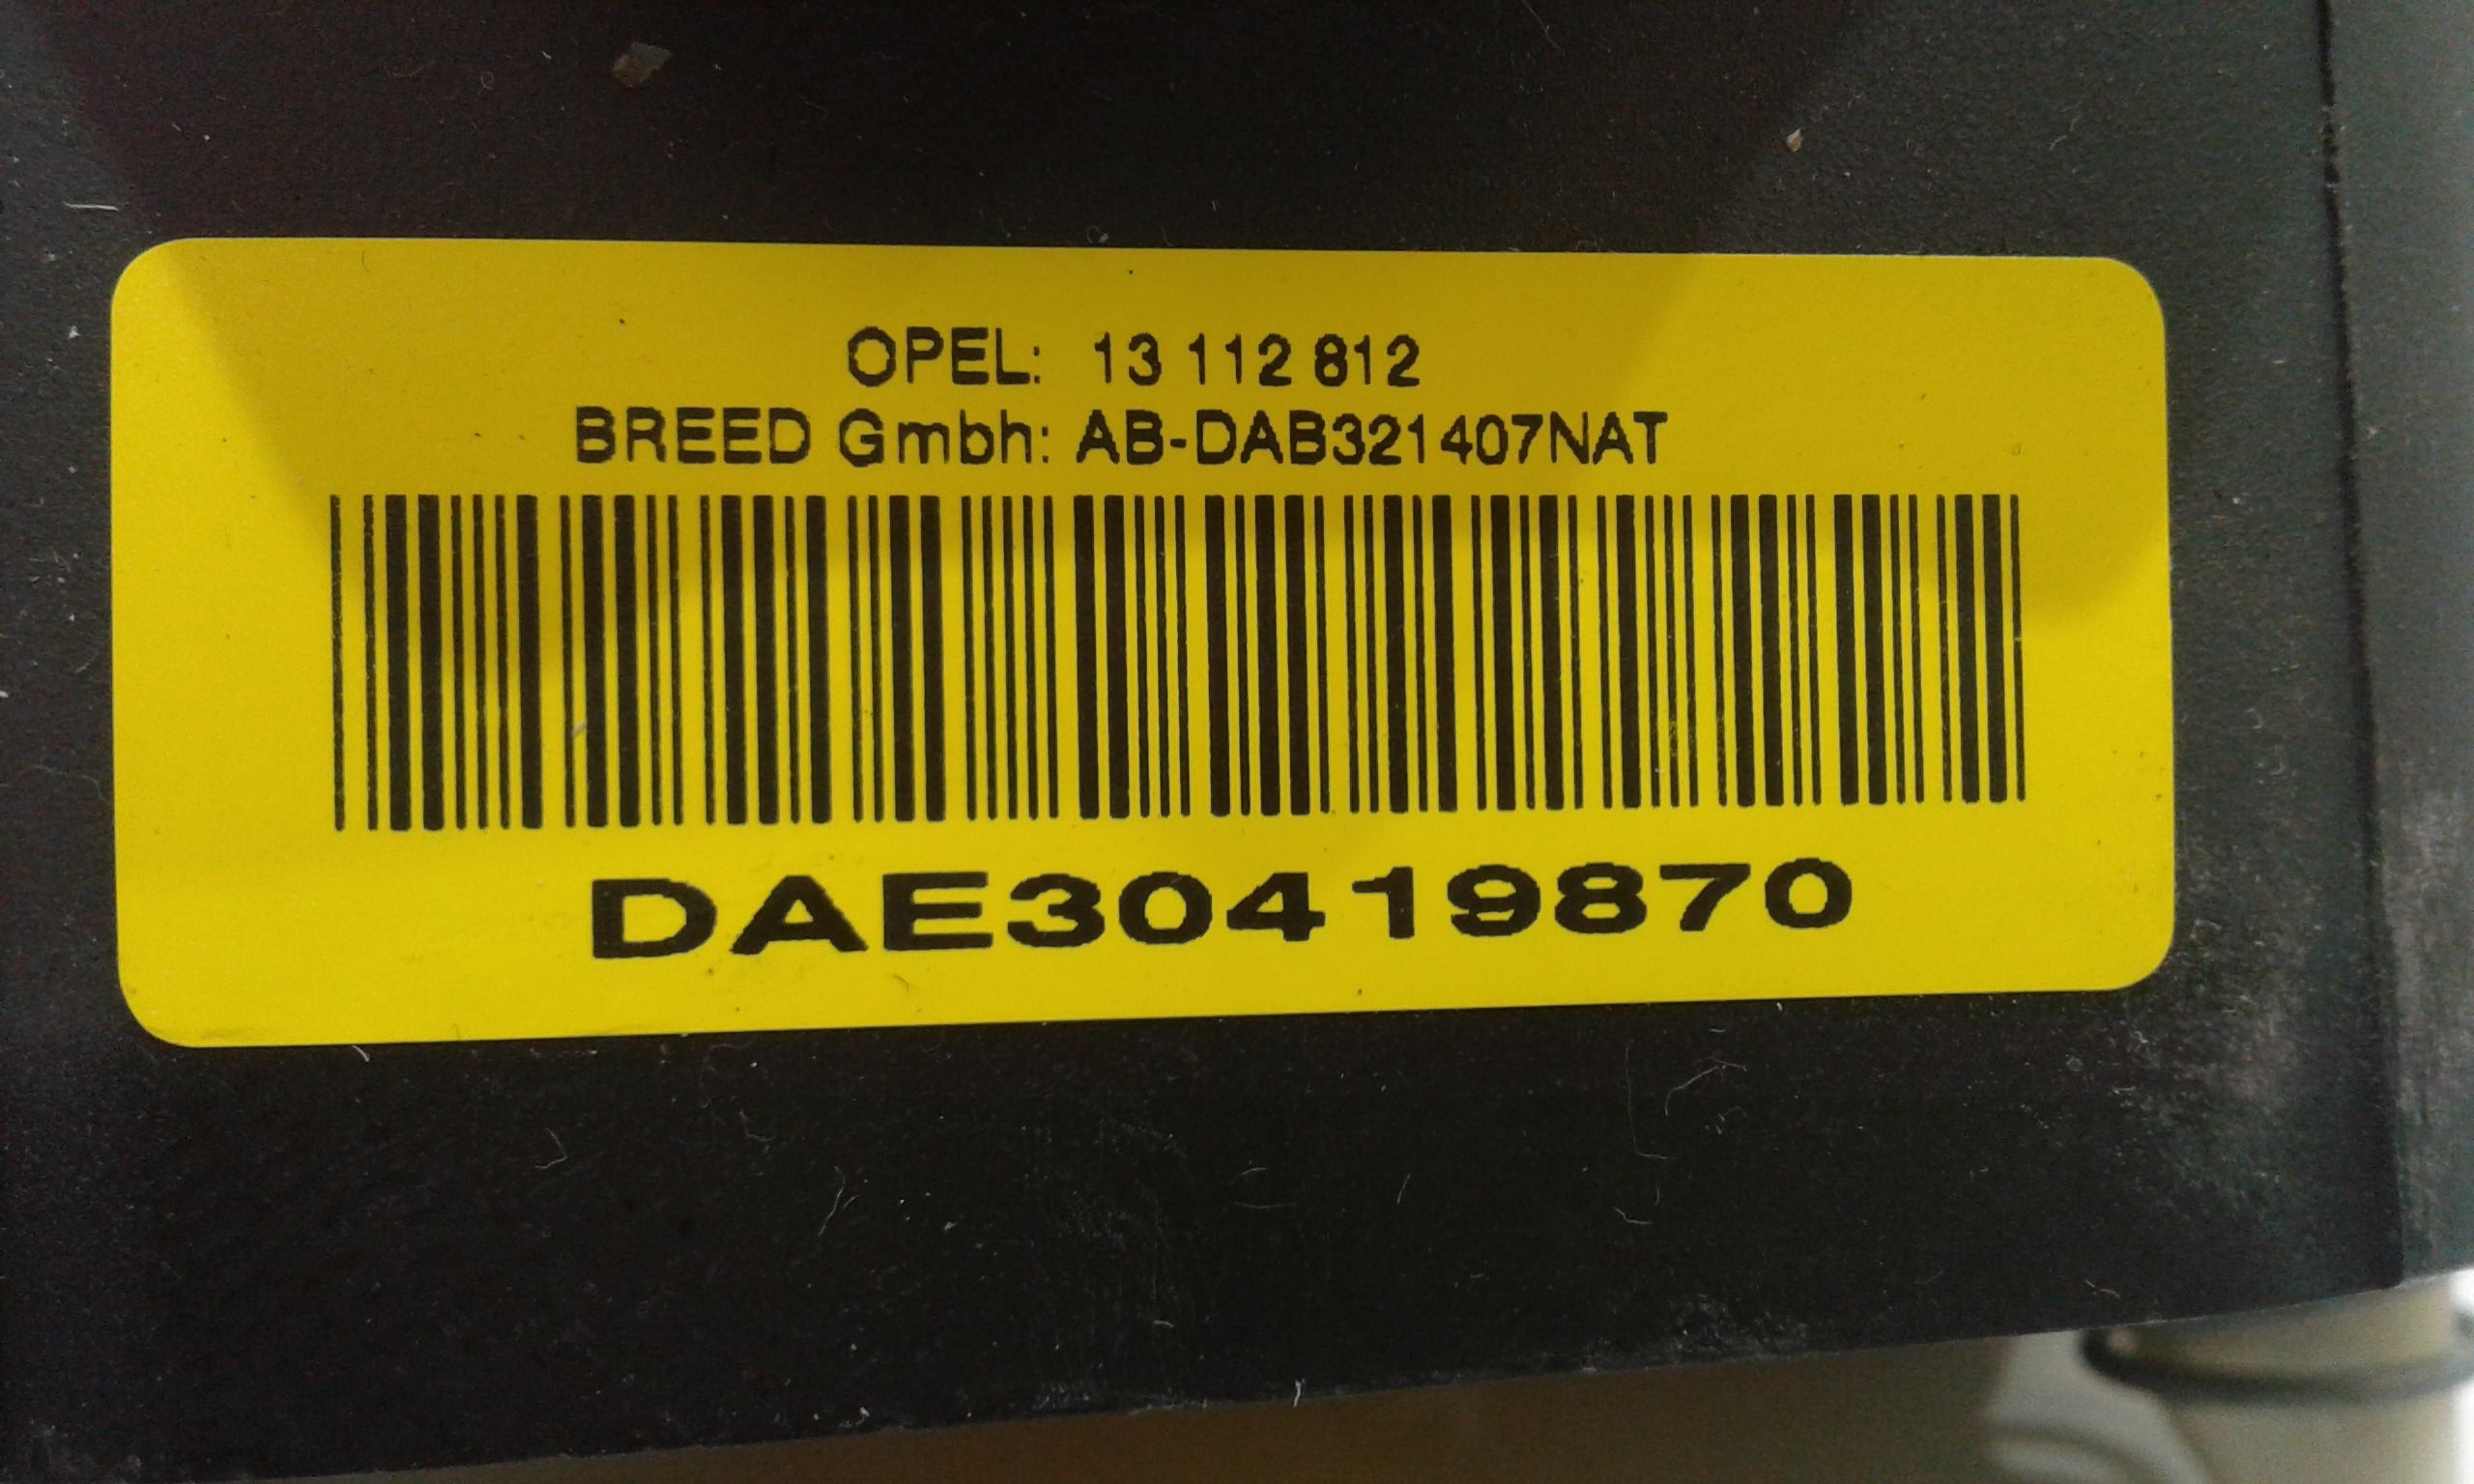 OPEL: 13 112 812
BREED Gmbh: AB-DAB321407NAT
DAE30419870